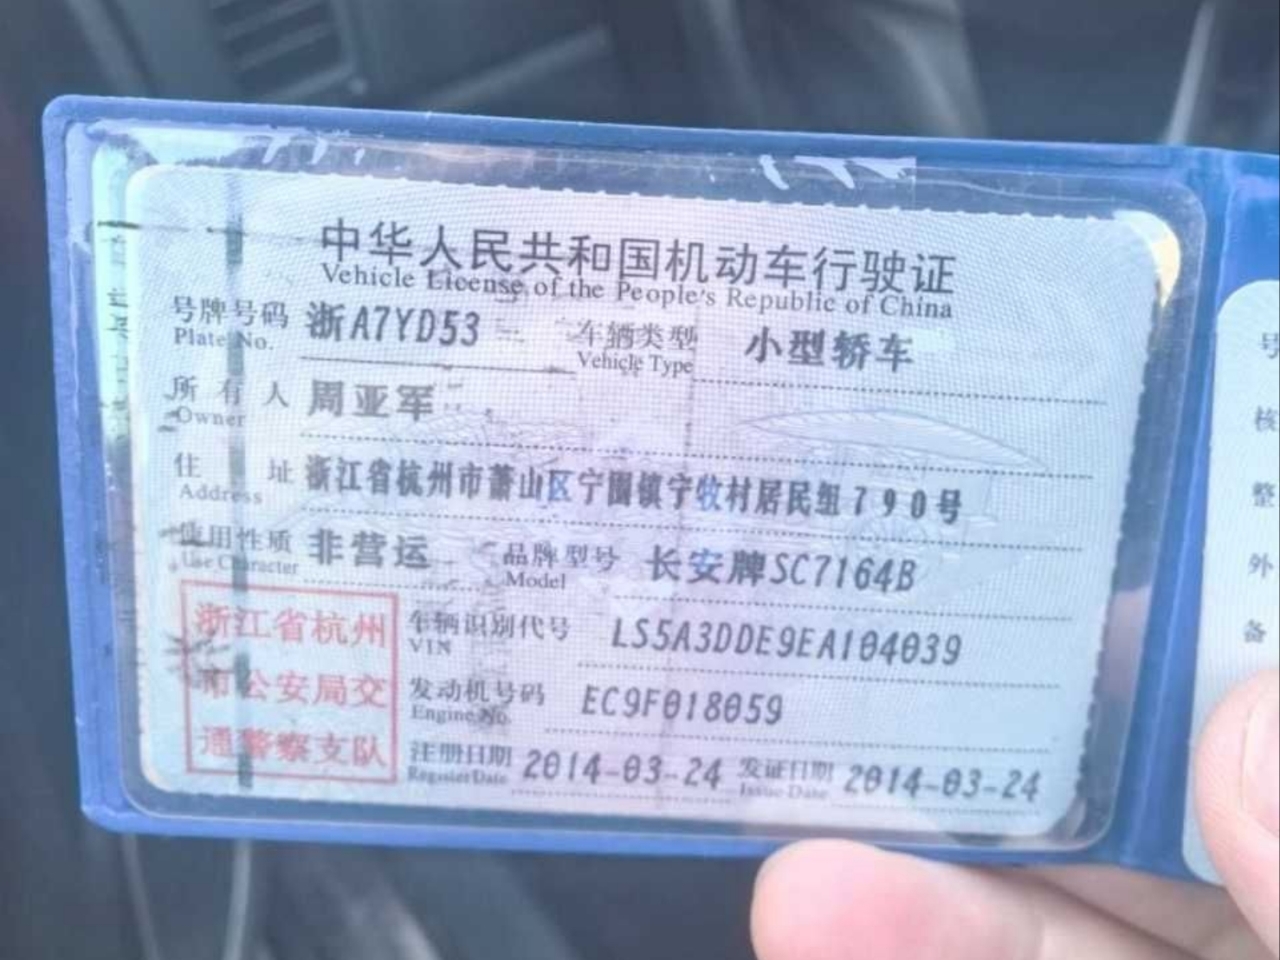 中华人民共和国机动车行驶证
Vehicle License of the People's Republic of China
号牌号码 浙A7YD53 车辆类型 小型轿车
Plate No. Vehicle Type
所有人 周亚军
Owner
住址 浙江省杭州市萧山区宁围镇宁牧村居民组790号
Address
使用性质 非营运 品牌型号 长安牌SC7164B
Use Character Model
浙江省杭州
市公安局交
通警察支队
车辆识别代号 LS5A3DDE9EA104039
VIN
发动机号码 EC9F018059
Engine No.
注册日期 2014-03-24 发证日期 2014-03-24
Register Date Issue Date
号
核
整
外
备